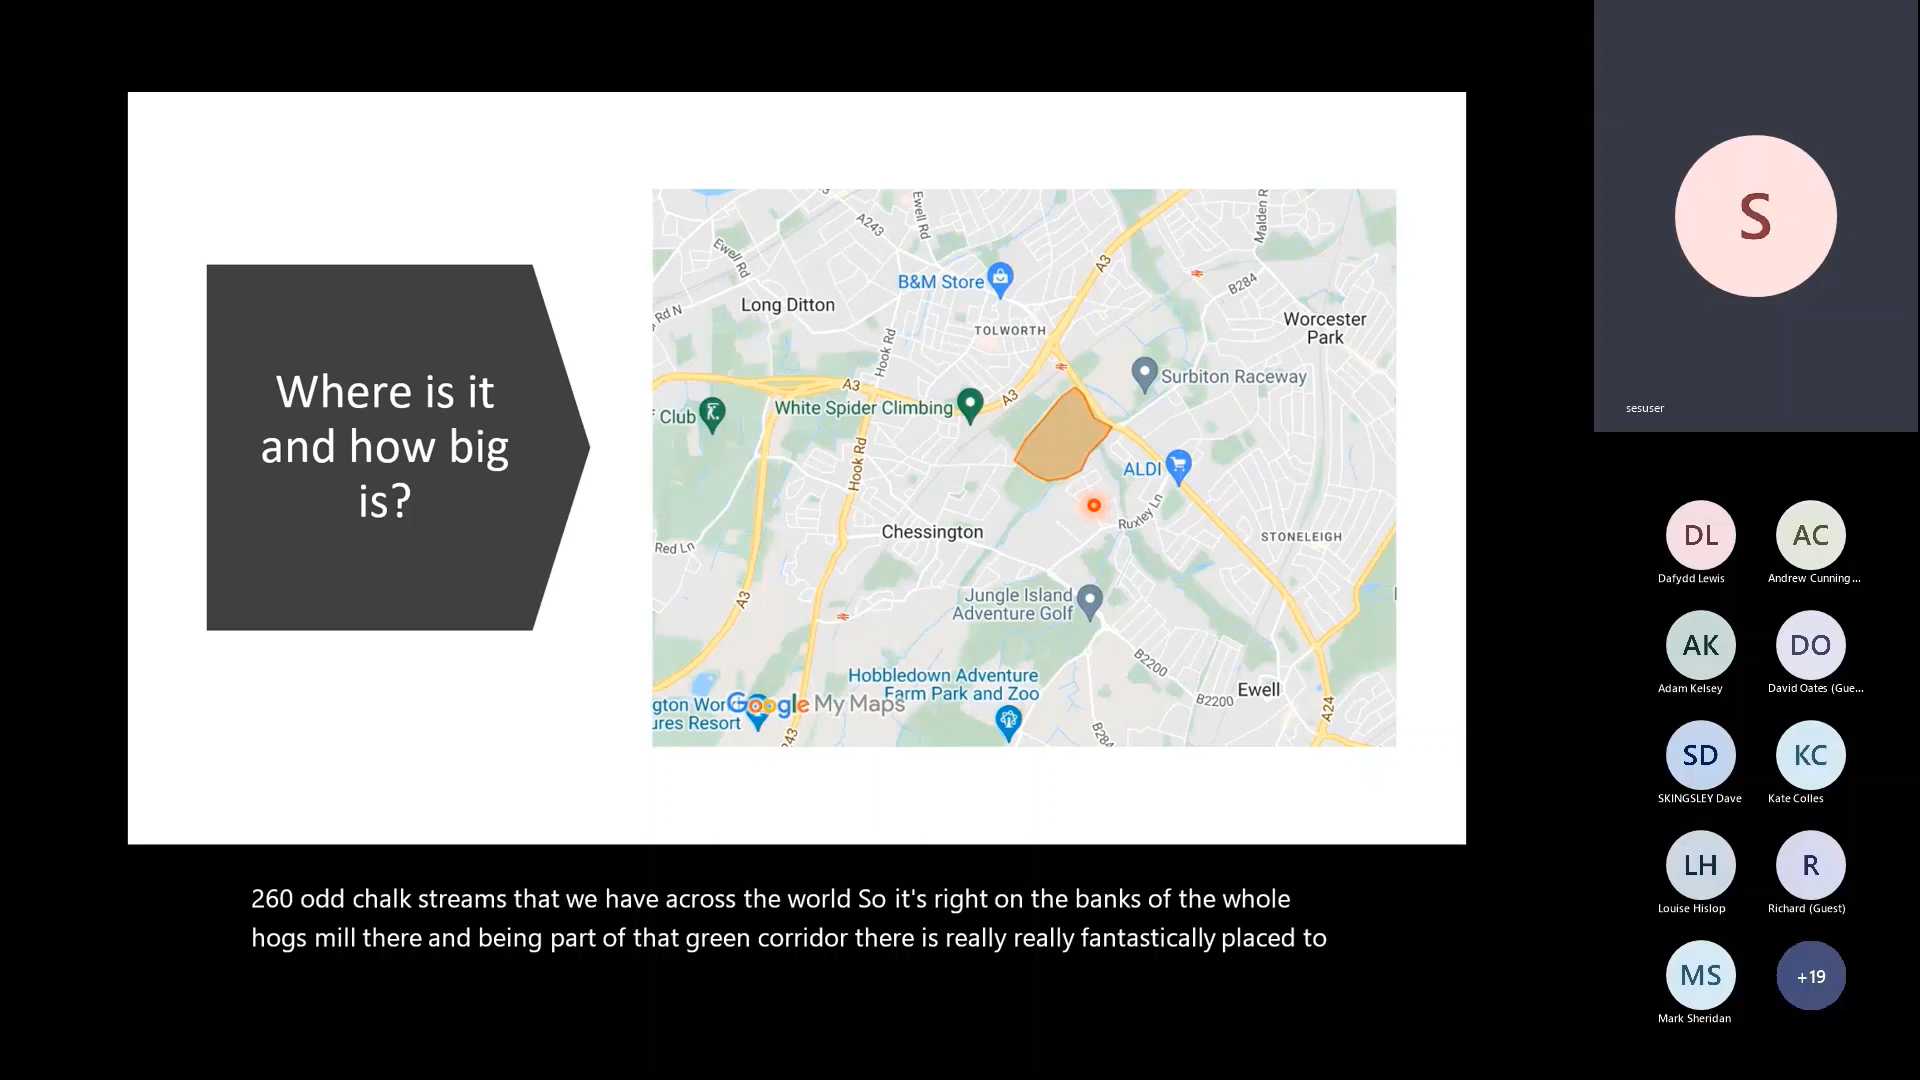 Where is it
and how big
is?
Ewell Rd
A243
Ewell Rd
Rd N
Long Ditton
B&M Store
TOLWORTH
Hook Rd
A3
Malden R
B284
Worcester
Park
A3
White Spider Climbing
A3
Surbiton Raceway
Club
Hook Rd
ALDI
Ruxley Ln
Chessington
STONELEIGH
Red Ln
A3
Jungle Island
Adventure Golf
B2200
B2200
Ewell
A24
Hobbledown Adventure
Farm Park and Zoo
gton Wor
ures Resort
Google My Maps
243
B284
260 odd chalk streams that we have across the world So it's right on the banks of the whole
hogs mill there and being part of that green corridor there is really really fantastically placed to
S
sesuser
DL
Dafydd Lewis
AC
Andrew Cunning...
AK
Adam Kelsey
DO
David Oates (Gue...
SD
SKINGSLEY Dave
KC
Kate Colles
LH
Louise Hislop
R
Richard (Guest)
MS
Mark Sheridan
+19